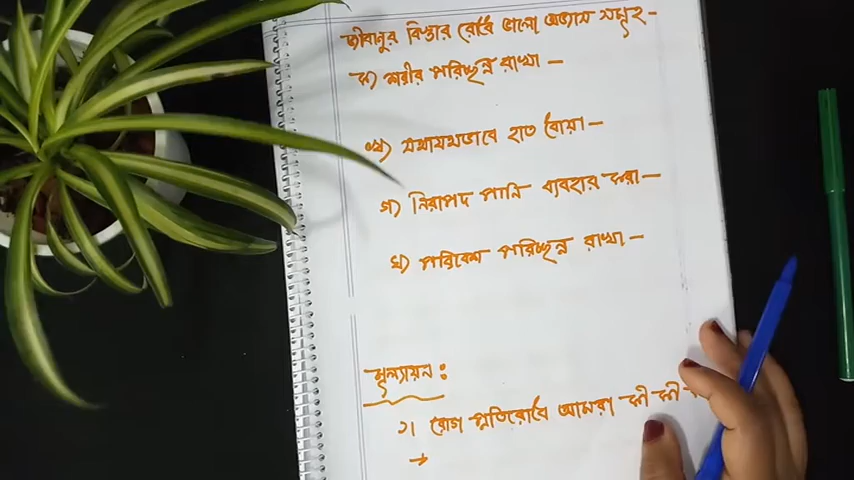 জীবানুর বিস্তার রোধে ভালো অভ্যাস সমূহ -
ক) শরীর পরিচ্ছন্ন রাখা -
খ) যথাযথভাবে হাত ধোয়া -
গ) নিরাপদ পানি ব্যবহার করা -
ঘ) পরিবেশ পরিচ্ছন্ন রাখা -
মূল্যায়ন :
১। রোগ প্রতিরোধে আমরা কী কী
→